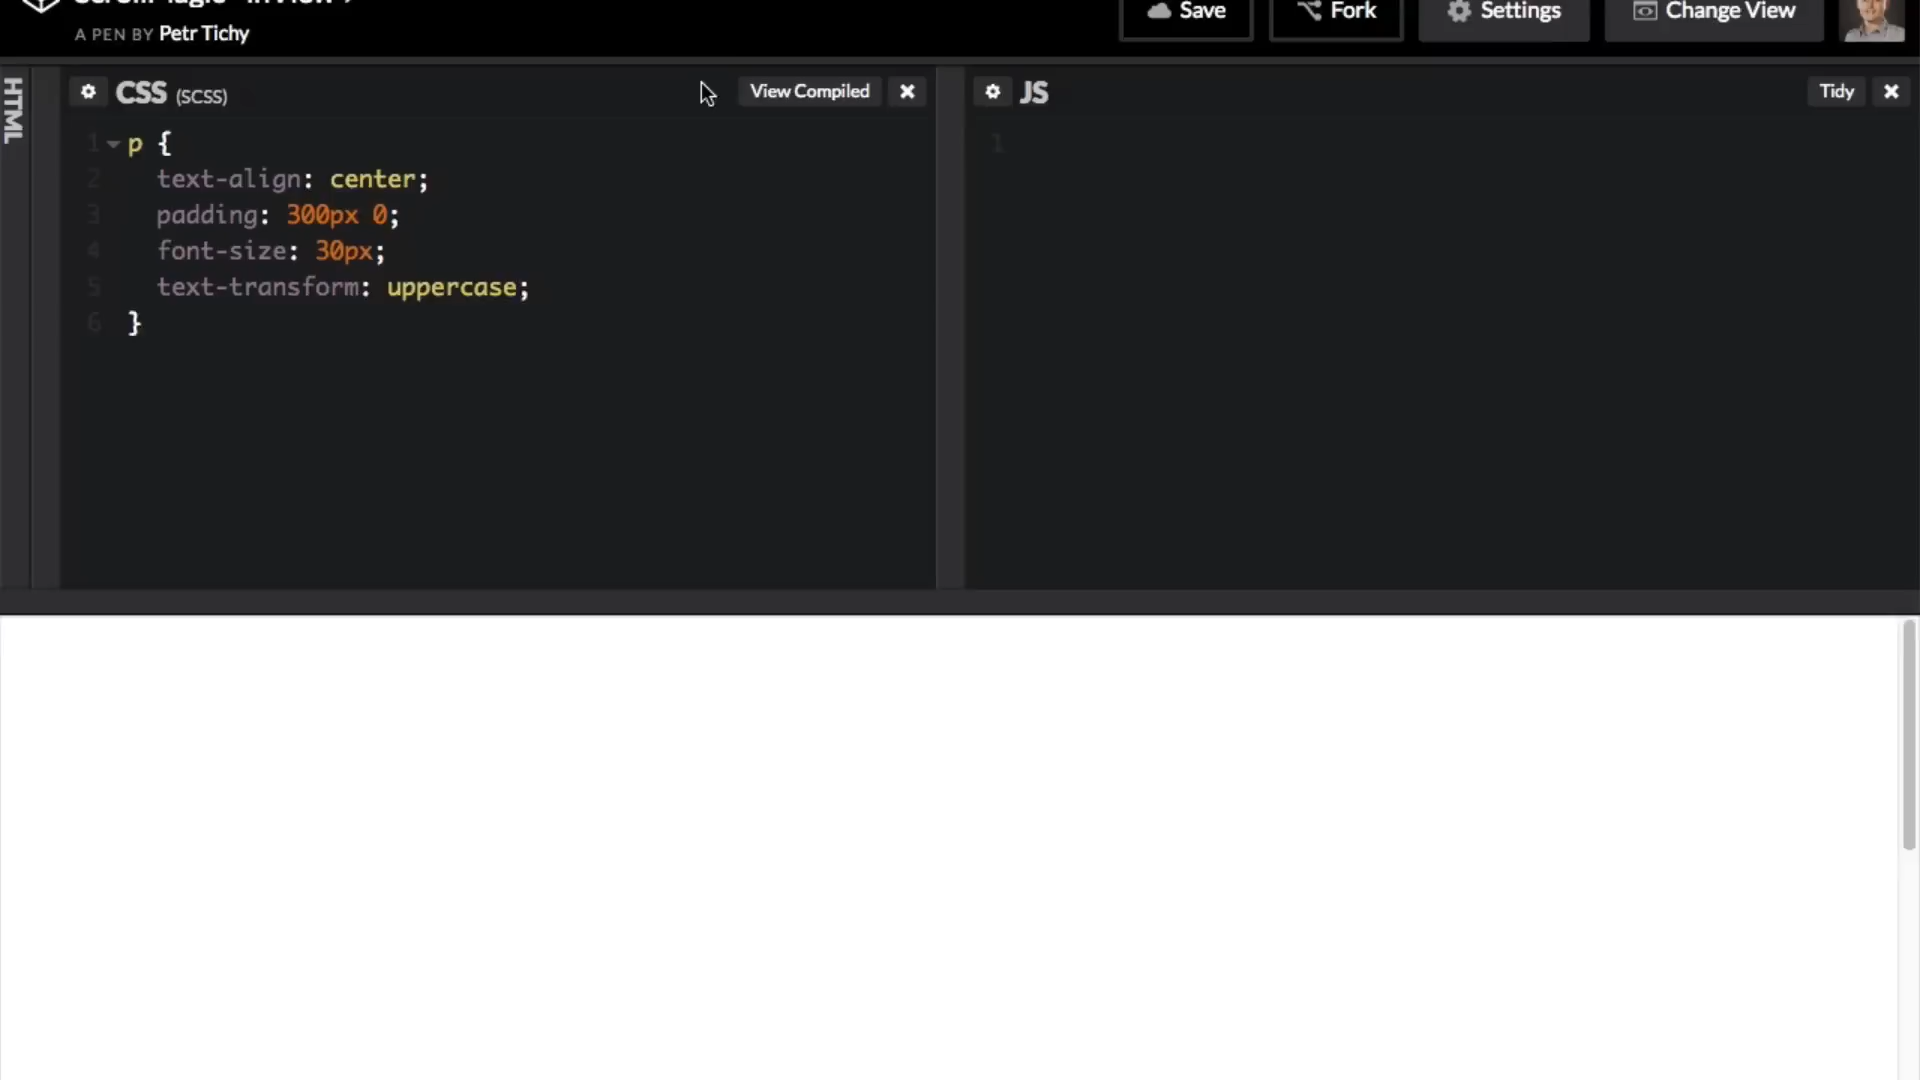 A PEN BY Petr Tichy
Save
Fork
Settings
Change View
HTML
CSS (SCSS)
View Compiled
JS
Tidy
1 p {
2 text-align: center;
3 padding: 300px 0;
4 font-size: 30px;
5 text-transform: uppercase;
6 }
1